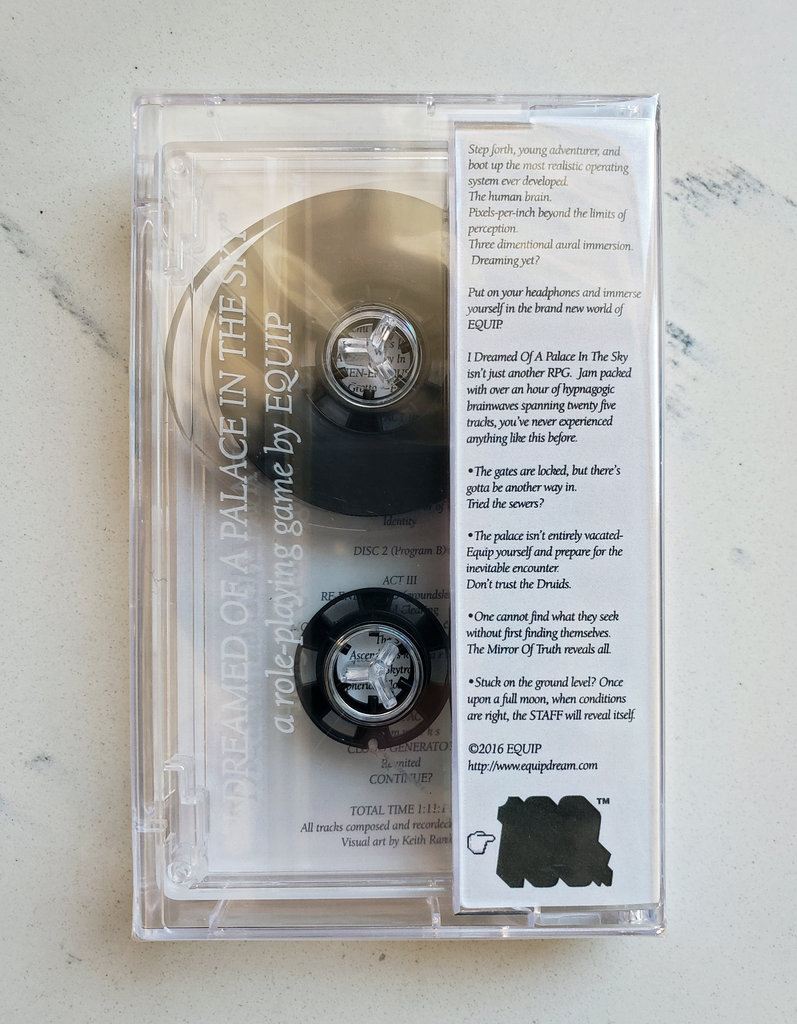 I DREAMED OF A PALACE IN THE SKY
a role-playing game by EQUIP
Identity
DISC 2 (Program B)
ACT III
Reunited
CONTINUE?
TOTAL TIME 1:11:
All tracks composed and recorded
Visual art by Keith
Step forth, young adventurer, and
boot up the most realistic operating
system ever developed.
The human brain.
Pixels-per-inch beyond the limits of
perception.
Three dimentional aural immersion.
Dreaming yet?
Put on your headphones and immerse
yourself in the brand new world of
EQUIP.
I Dreamed Of A Palace In The Sky
isn't just another RPG. Jam packed
with over an hour of hypnagogic
brainwaves spanning twenty five
tracks, you've never experienced
anything like this before.
•The gates are locked, but there's
gotta be another way in.
Tried the sewers?
•The palace isn't entirely vacated-
Equip yourself and prepare for the
inevitable encounter.
Don't trust the Druids.
•One cannot find what they seek
without first finding themselves.
The Mirror Of Truth reveals all.
•Stuck on the ground level? Once
upon a full moon, when conditions
are right, the STAFF will reveal itself.
©2016 EQUIP
http://www.equipdream.com
TM